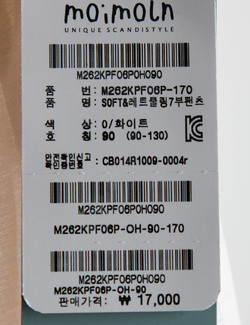 moimoln
UNIQUE SCANDISTYLE
M262KPF06P0H090
품 번: M262KPF06P-170
품 명: SOFT&레트쿨링7부팬츠
색 상: 0/화이트
호 칭: 90 (90-130)
안전확인신고
확인증번호 : CB014R1009-0004r
M262KPF06P0H090
M262KPF06P-OH-90-170
M262KPF06P0H090
M262KPF06P-OH-90
판매가격: ₩ 17,000